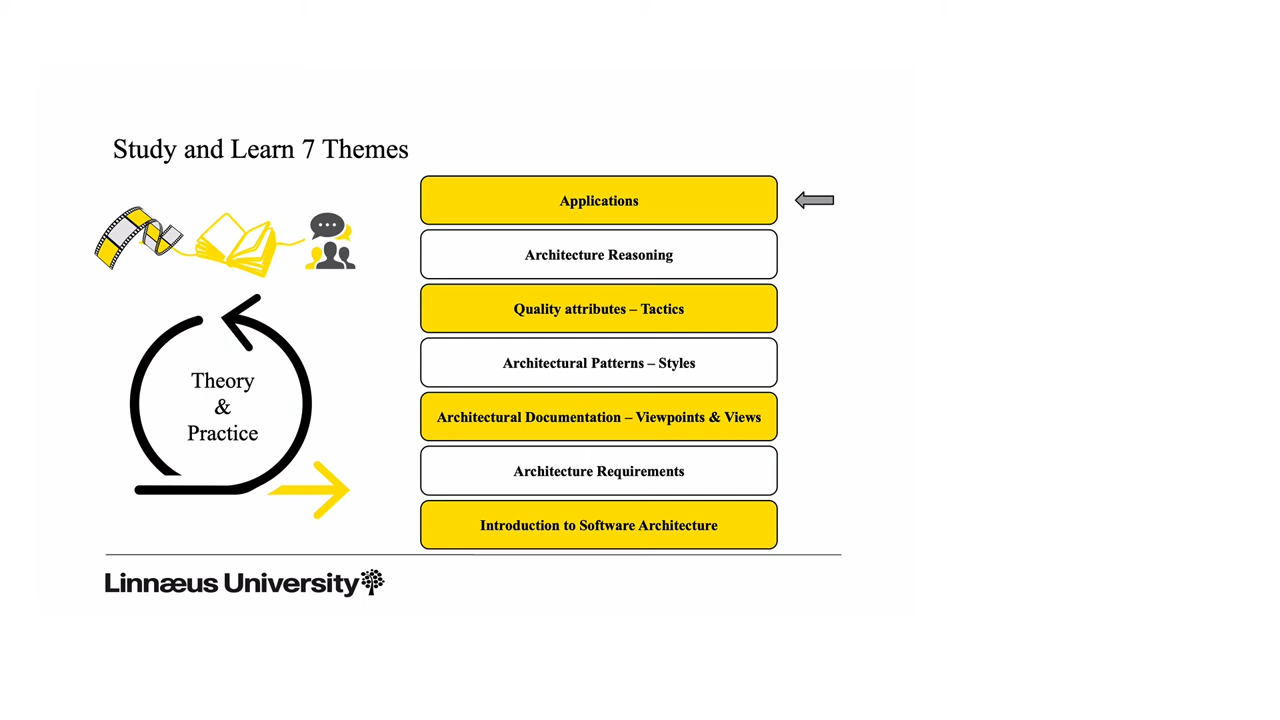 Study and Learn 7 Themes
Applications
Architecture Reasoning
Quality attributes – Tactics
Architectural Patterns – Styles
Architectural Documentation – Viewpoints & Views
Architecture Requirements
Introduction to Software Architecture
Theory
&
Practice
Linnæus University